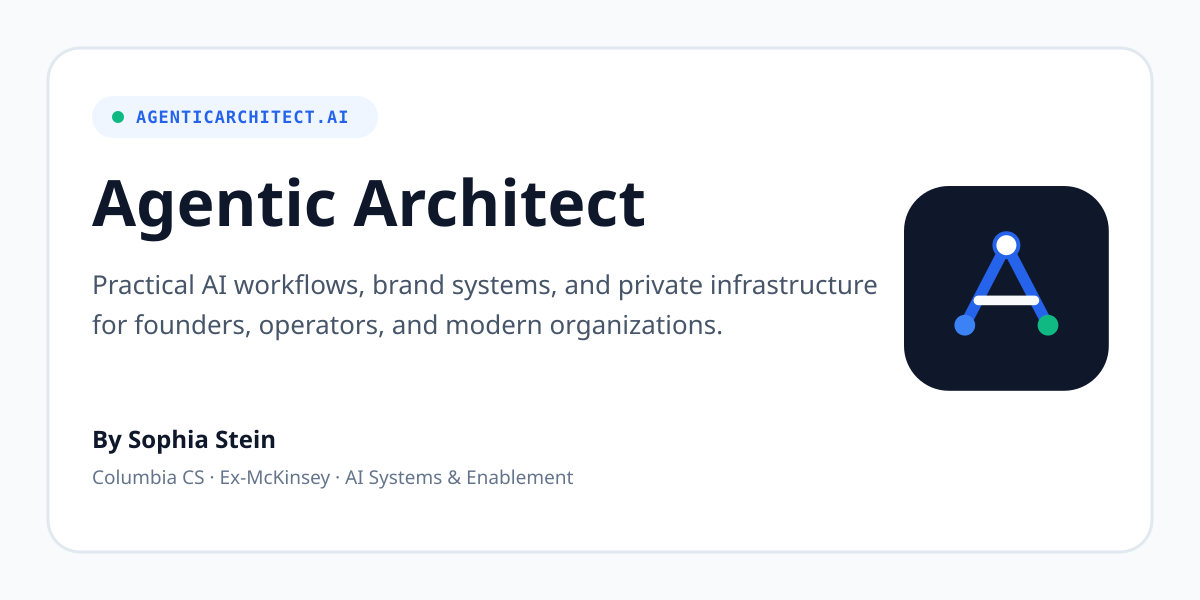 AGENTICARCHITECT.AI
Agentic Architect
Practical AI workflows, brand systems, and private infrastructure
for founders, operators, and modern organizations.
By Sophia Stein
Columbia CS · Ex-McKinsey · AI Systems & Enablement